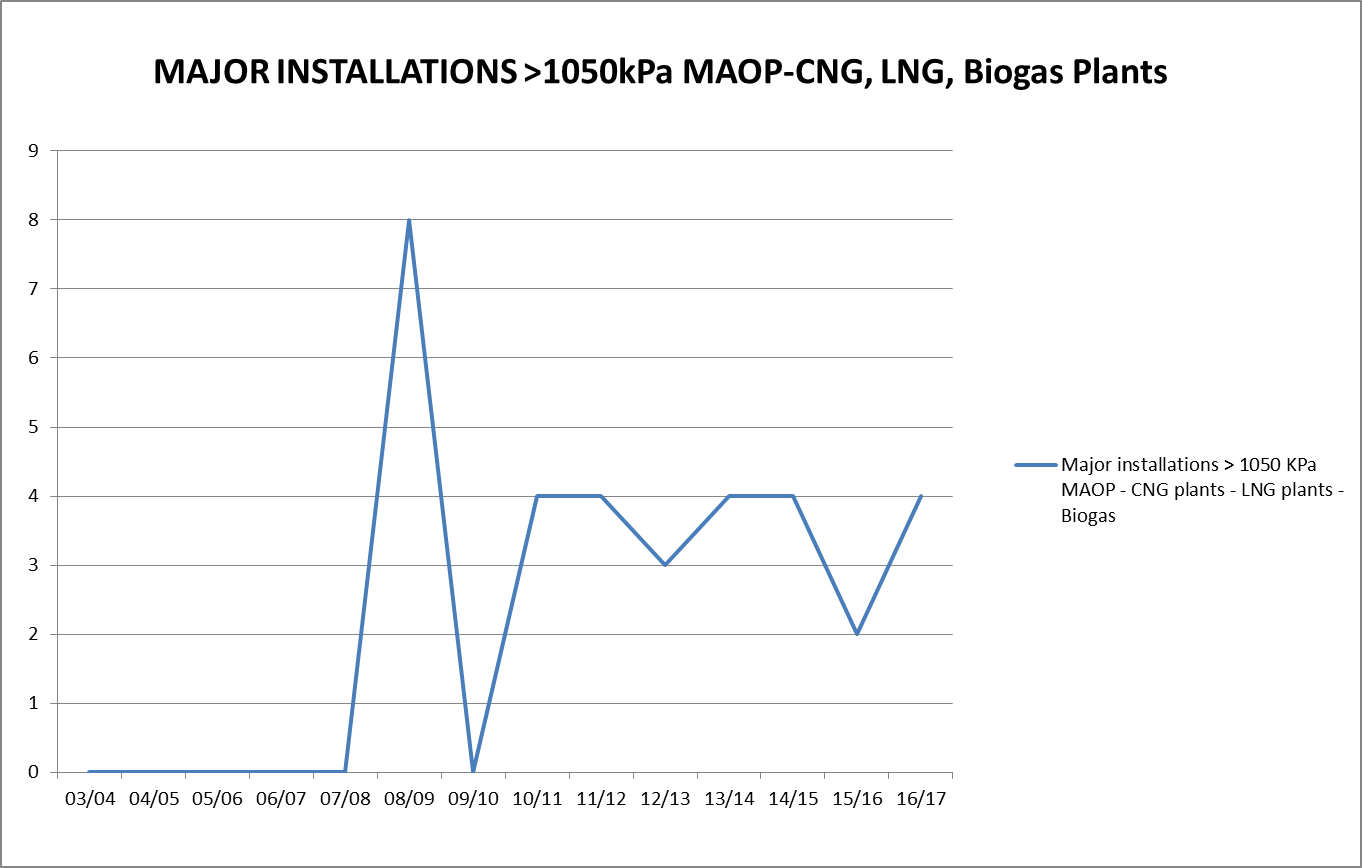 MAJOR INSTALLATIONS >1050kPa MAOP-CNG, LNG, Biogas Plants
9
8
7
6
5
4
3
2
1
0
03/04 04/05 05/06 06/07 07/08 08/09 09/10 10/11 11/12 12/13 13/14 14/15 15/16 16/17
Major installations > 1050 KPa
MAOP - CNG plants - LNG plants -
Biogas